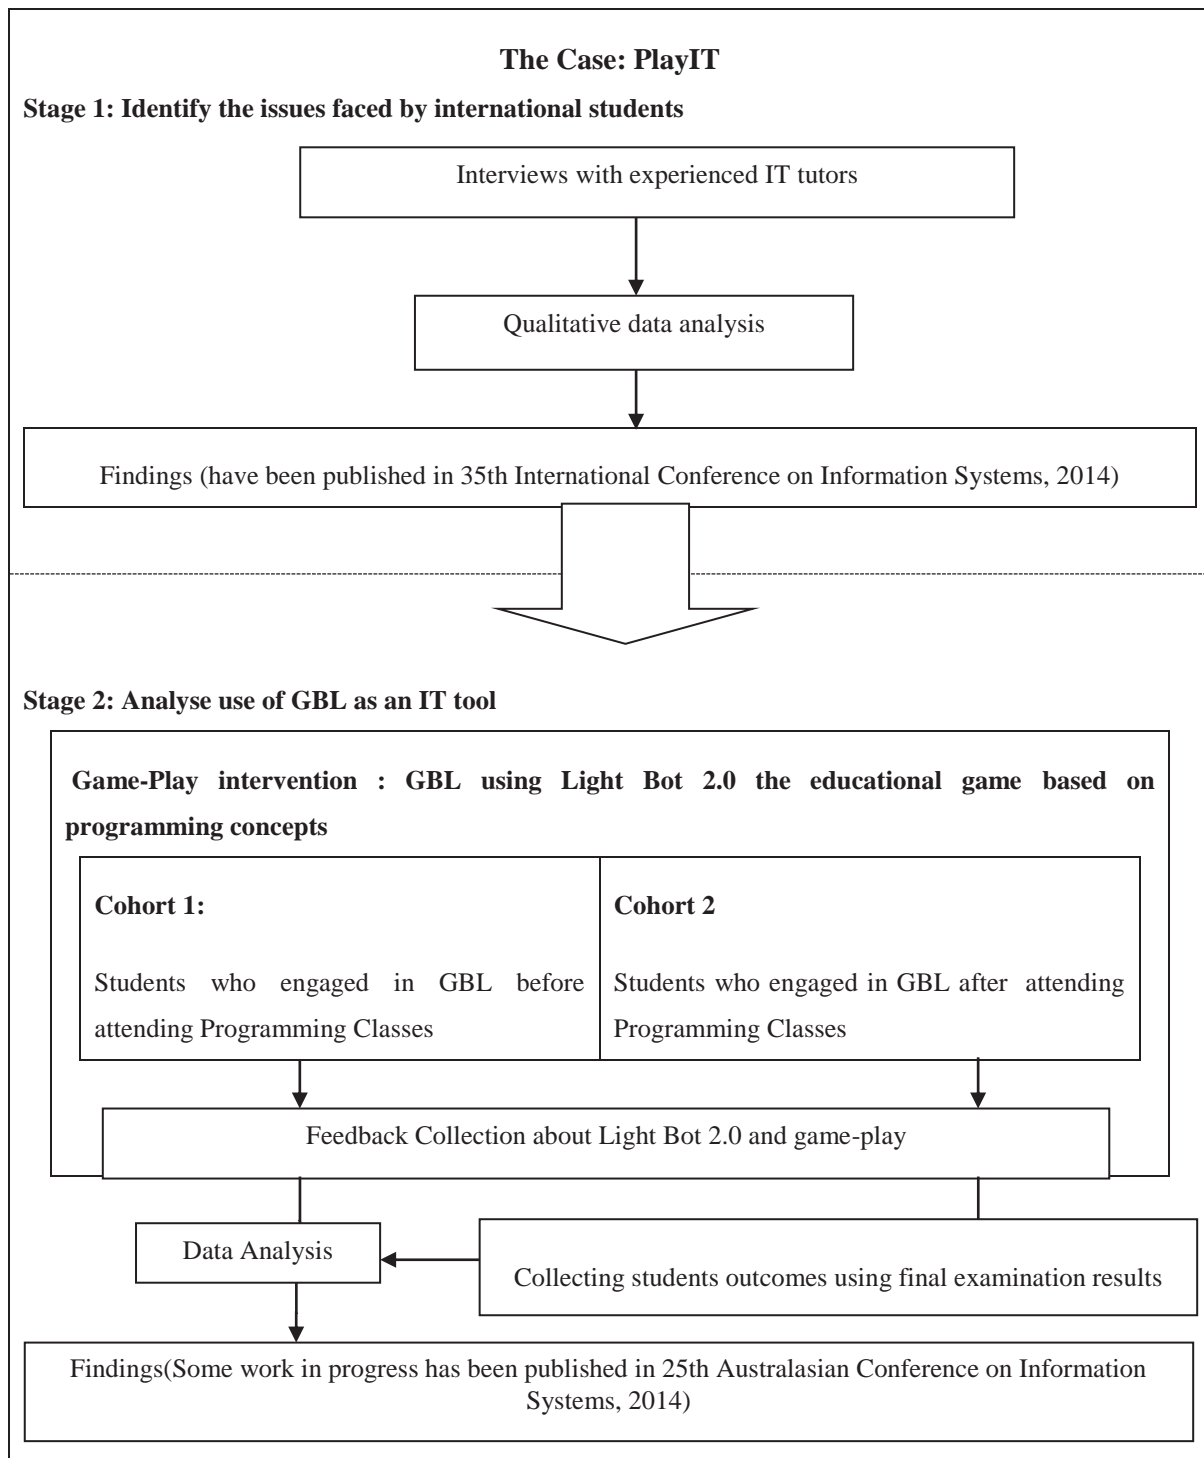 The Case: PlayIT
Stage 1: Identify the issues faced by international students
Interviews with experienced IT tutors
Qualitative data analysis
Findings (have been published in 35th International Conference on Information Systems, 2014)
Stage 2: Analyse use of GBL as an IT tool
Game-Play intervention : GBL using Light Bot 2.0 the educational game based on
programming concepts
Cohort 1:
Students who engaged in GBL before
attending Programming Classes
Cohort 2
Students who engaged in GBL after attending
Programming Classes
Feedback Collection about Light Bot 2.0 and game-play
Data Analysis
Collecting students outcomes using final examination results
Findings(Some work in progress has been published in 25th Australasian Conference on Information
Systems, 2014)